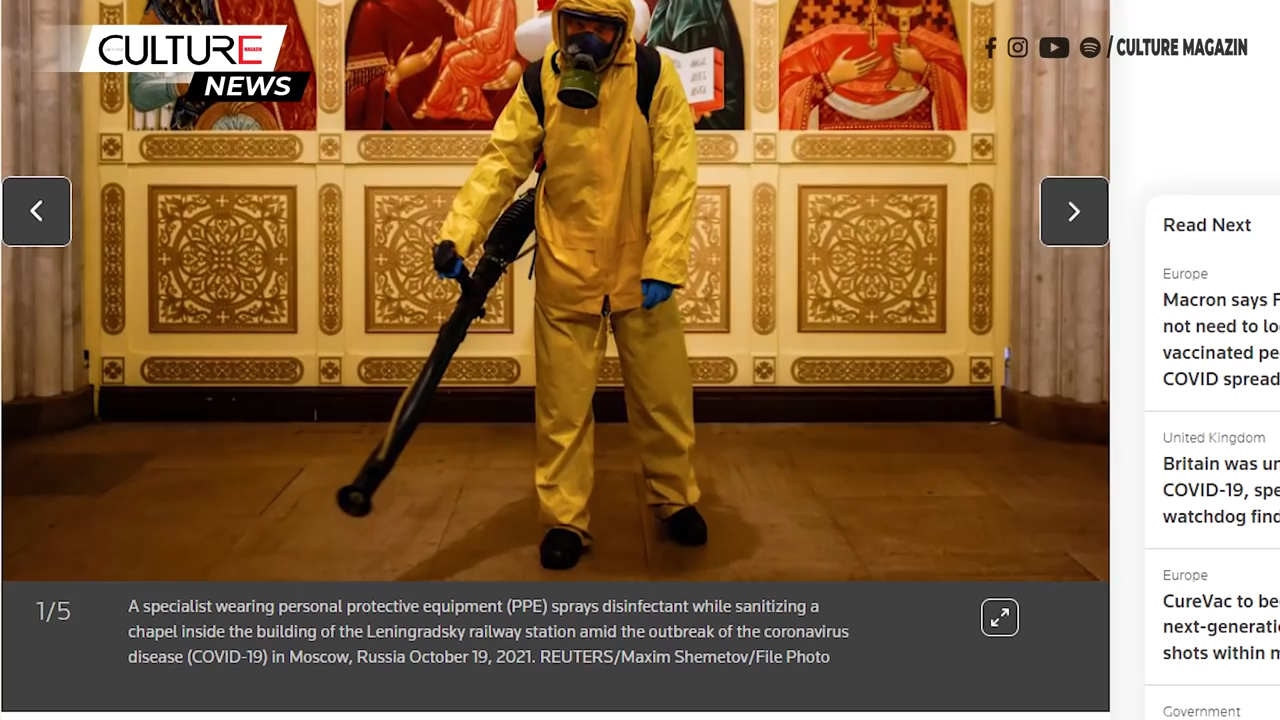 CULTURE
MAGAZIN
NEWS
/ CULTURE MAGAZIN
Read Next
Europe
Macron says F
not need to lo
vaccinated pe
COVID spread
United Kingdom
Britain was un
COVID-19, spe
watchdog find
Europe
CureVac to be
next-generati
shots within m
Government
1/5
A specialist wearing personal protective equipment (PPE) sprays disinfectant while sanitizing a
chapel inside the building of the Leningradsky railway station amid the outbreak of the coronavirus
disease (COVID-19) in Moscow, Russia October 19, 2021. REUTERS/Maxim Shemetov/File Photo